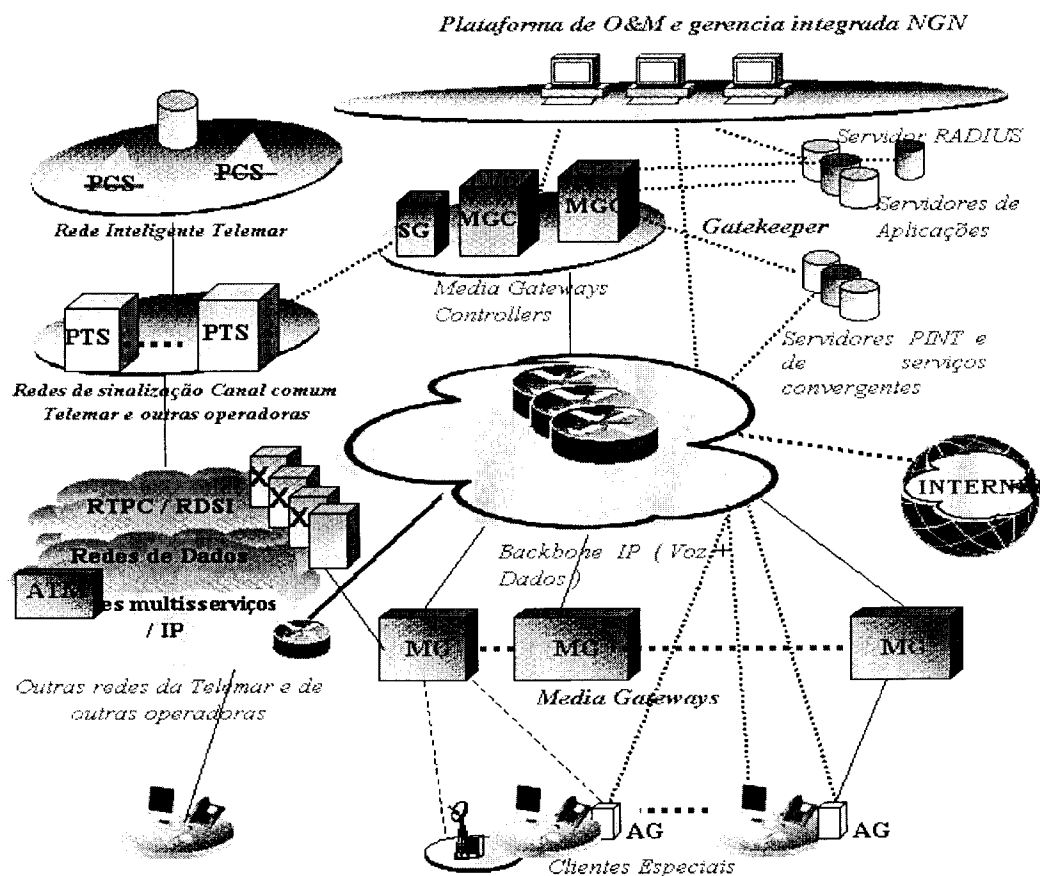 Plataforma de O&M e gerencia integrada NGN
Servidor RADIUS
PCS
PCS
Rede Inteligente Telemar
SG
MGC
MGC
Gatekeeper
Servidores de
Aplicações
Media Gateways
Controllers
PTS
PTS
Servidores PINT e
de serviços
convergentes
Redes de sinalização Canal comum
Telemar e outras operadoras
X
X
X
X
RTPC / RDSI
Redes de Dados
ATM
es multisserviços
/ IP
INTERNET
Backbone IP ( Voz +
Dados )
MG
MG
MG
Media Gateways
Outras redes da Telemar e de
outras operadoras
AG
AG
Clientes Especiais